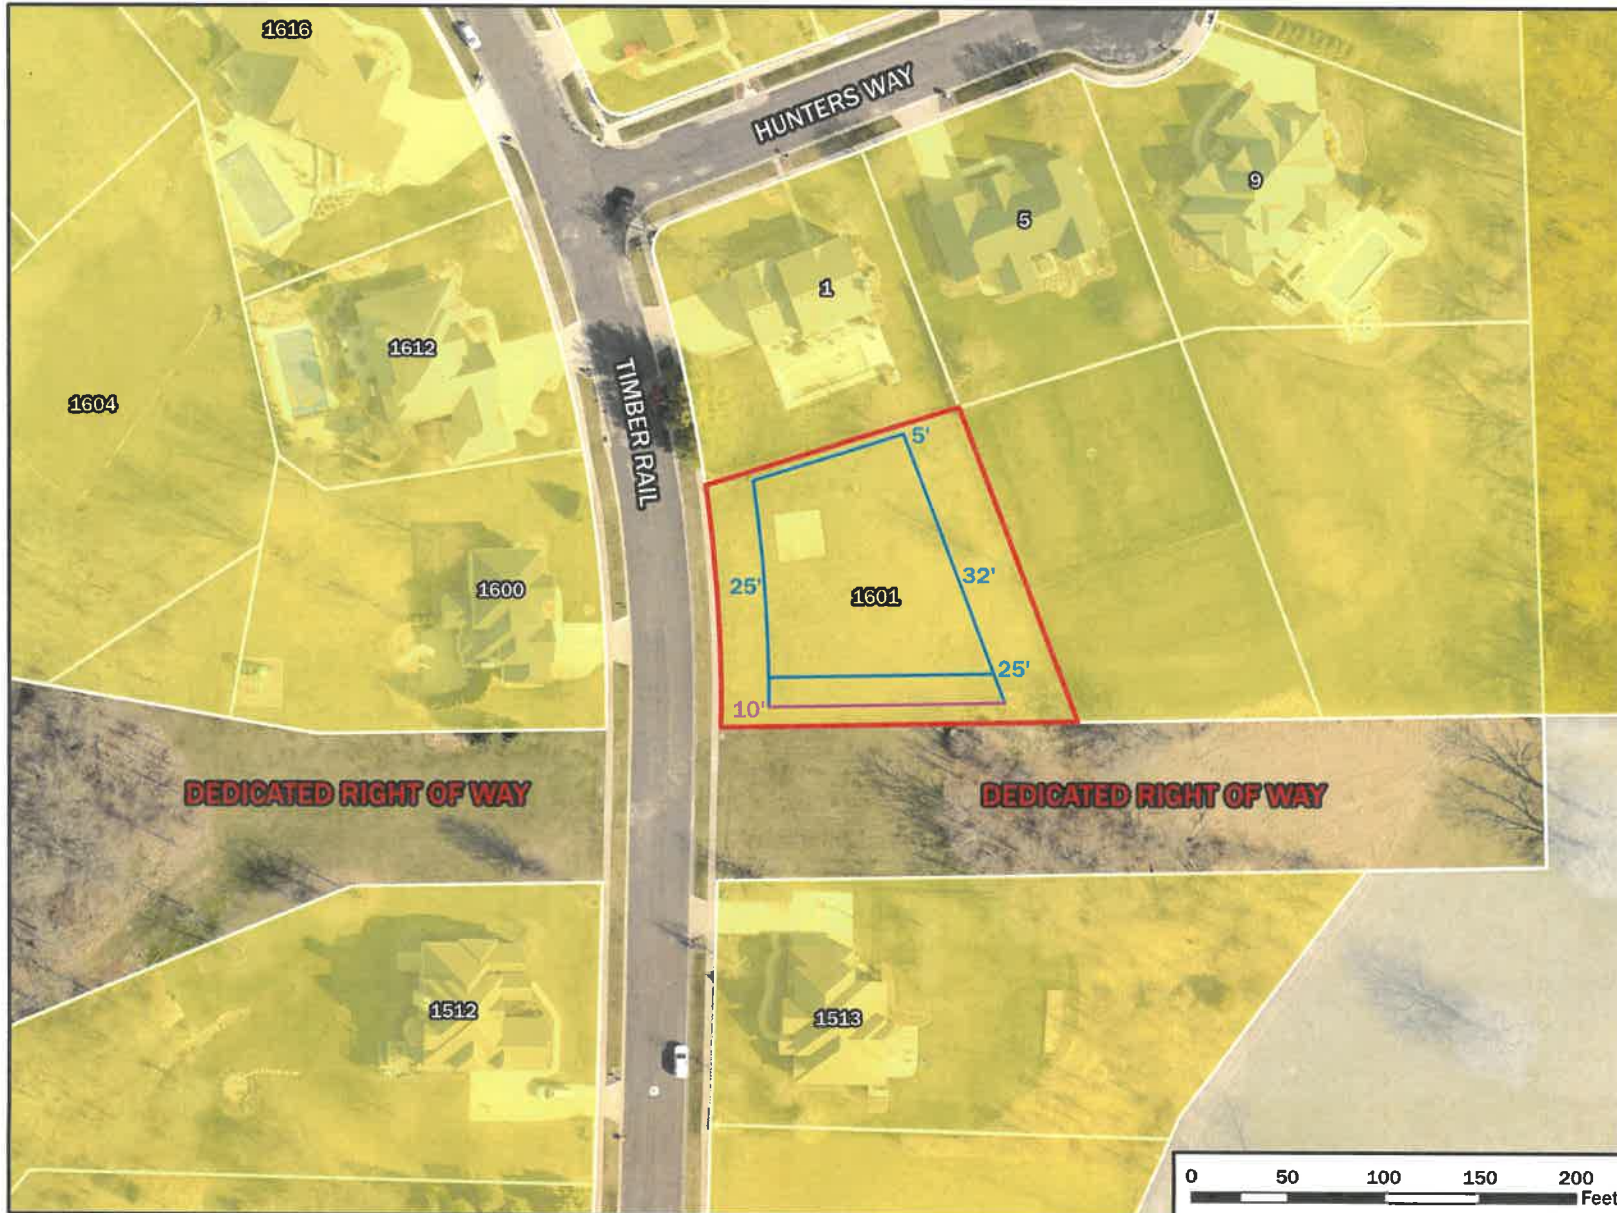 1616
HUNTERS WAY
9
5
1
1612
1604
TIMBER RAIL
5'
32'
25'
1600
1601
25'
10'
DEDICATED RIGHT OF WAY
DEDICATED RIGHT OF WAY
1512
1513
0 50 100 150 200
Feet